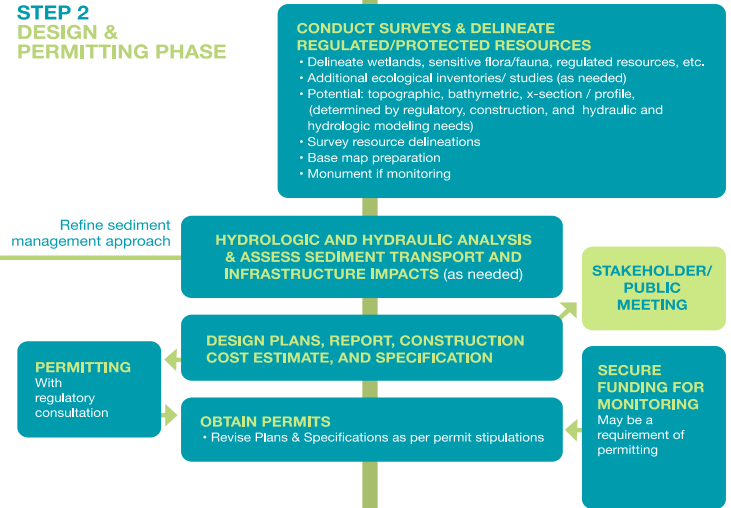 STEP 2
DESIGN &
PERMITTING PHASE
CONDUCT SURVEYS & DELINEATE
REGULATED/PROTECTED RESOURCES
• Delineate wetlands, sensitive flora/fauna, regulated resources, etc.
• Additional ecological inventories/ studies (as needed)
• Potential: topographic, bathymetric, x-section / profile,
(determined by regulatory, construction, and hydraulic and
hydrologic modeling needs)
• Survey resource delineations
• Base map preparation
• Monument if monitoring
Refine sediment
management approach
HYDROLOGIC AND HYDRAULIC ANALYSIS
& ASSESS SEDIMENT TRANSPORT AND
INFRASTRUCTURE IMPACTS (as needed)
STAKEHOLDER/
PUBLIC
MEETING
DESIGN PLANS, REPORT, CONSTRUCTION
COST ESTIMATE, AND SPECIFICATION
PERMITTING
With
regulatory
consultation
SECURE
FUNDING FOR
MONITORING
May be a
requirement of
permitting
OBTAIN PERMITS
• Revise Plans & Specifications as per permit stipulations